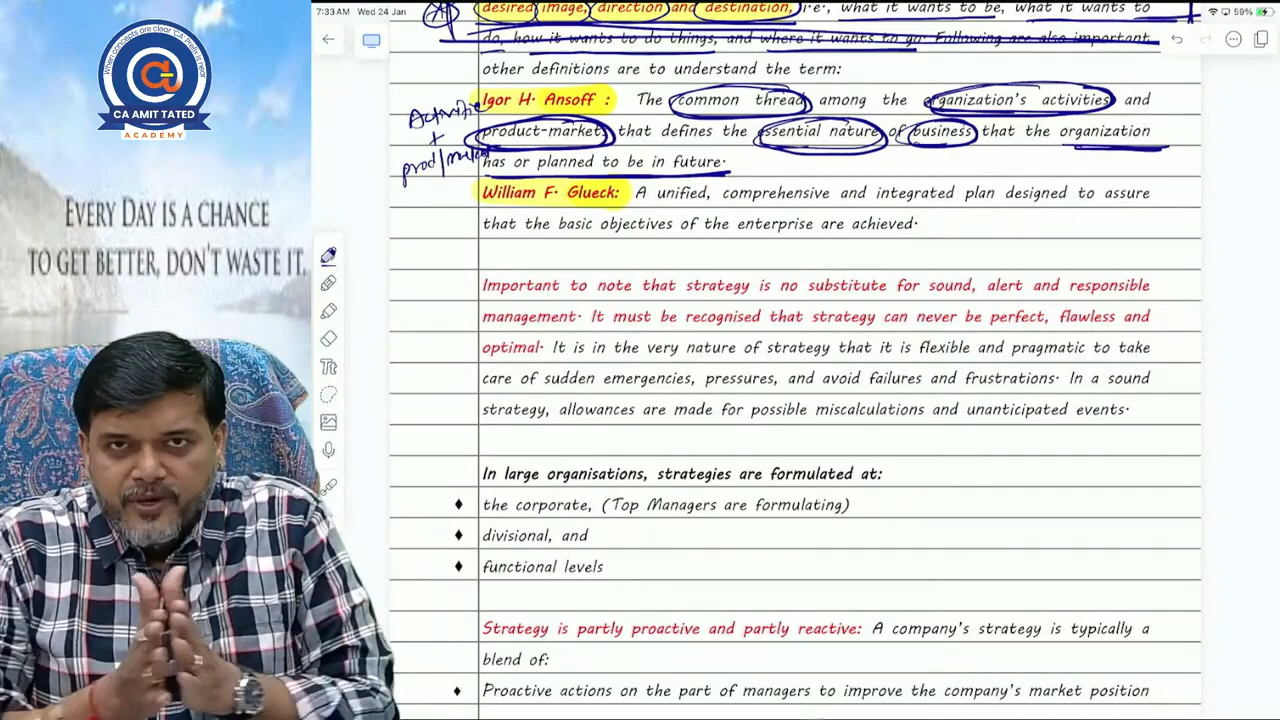 7:33 AM Wed 24 Jan
59%
When concepts are clear 'CA' Prefix is near
CA AMIT TATED
ACADEMY
EVERY DAY IS A CHANCE
TO GET BETTER, DON'T WASTE IT.
desired image, direction and destination, i.e., what it wants to be, what it wants to
do, how it wants to do things, and where it wants to go. Following are also important
other definitions are to understand the term:
Igor H. Ansoff : The common thread among the organization's activities and
product-markets that defines the essential nature of business that the organization
has or planned to be in future.
William F. Glueck: A unified, comprehensive and integrated plan designed to assure
that the basic objectives of the enterprise are achieved.
Important to note that strategy is no substitute for sound, alert and responsible
management. It must be recognised that strategy can never be perfect, flawless and
optimal. It is in the very nature of strategy that it is flexible and pragmatic to take
care of sudden emergencies, pressures, and avoid failures and frustrations. In a sound
strategy, allowances are made for possible miscalculations and unanticipated events.
In large organisations, strategies are formulated at:
♦ the corporate, (Top Managers are formulating)
♦ divisional, and
♦ functional levels
Strategy is partly proactive and partly reactive: A company's strategy is typically a
blend of:
♦ Proactive actions on the part of managers to improve the company's market position